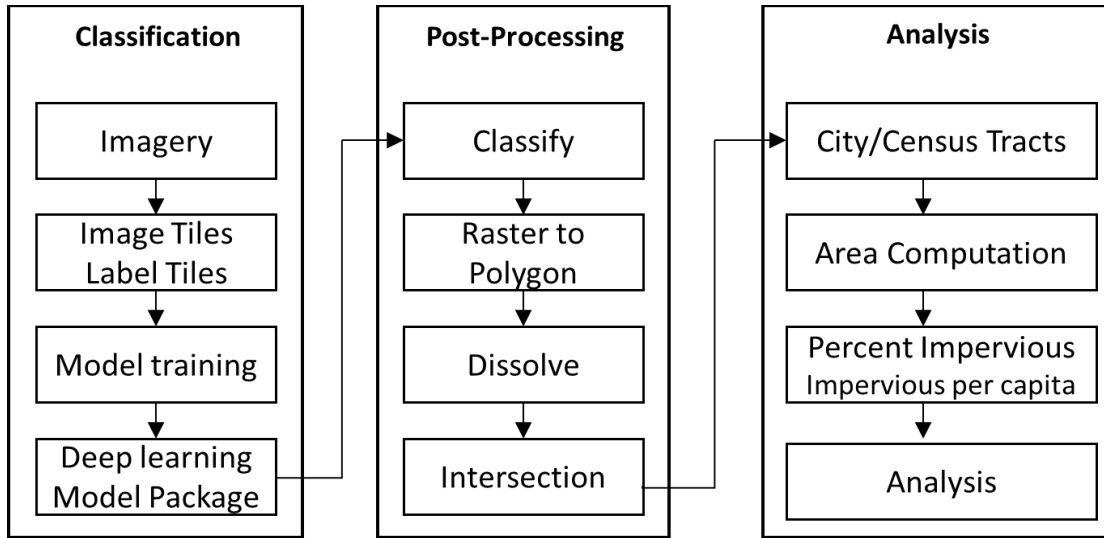 Classification
Imagery
Image Tiles
Label Tiles
Model training
Deep learning
Model Package
Post-Processing
Classify
Raster to
Polygon
Dissolve
Intersection
Analysis
City/Census Tracts
Area Computation
Percent Impervious
Impervious per capita
Analysis